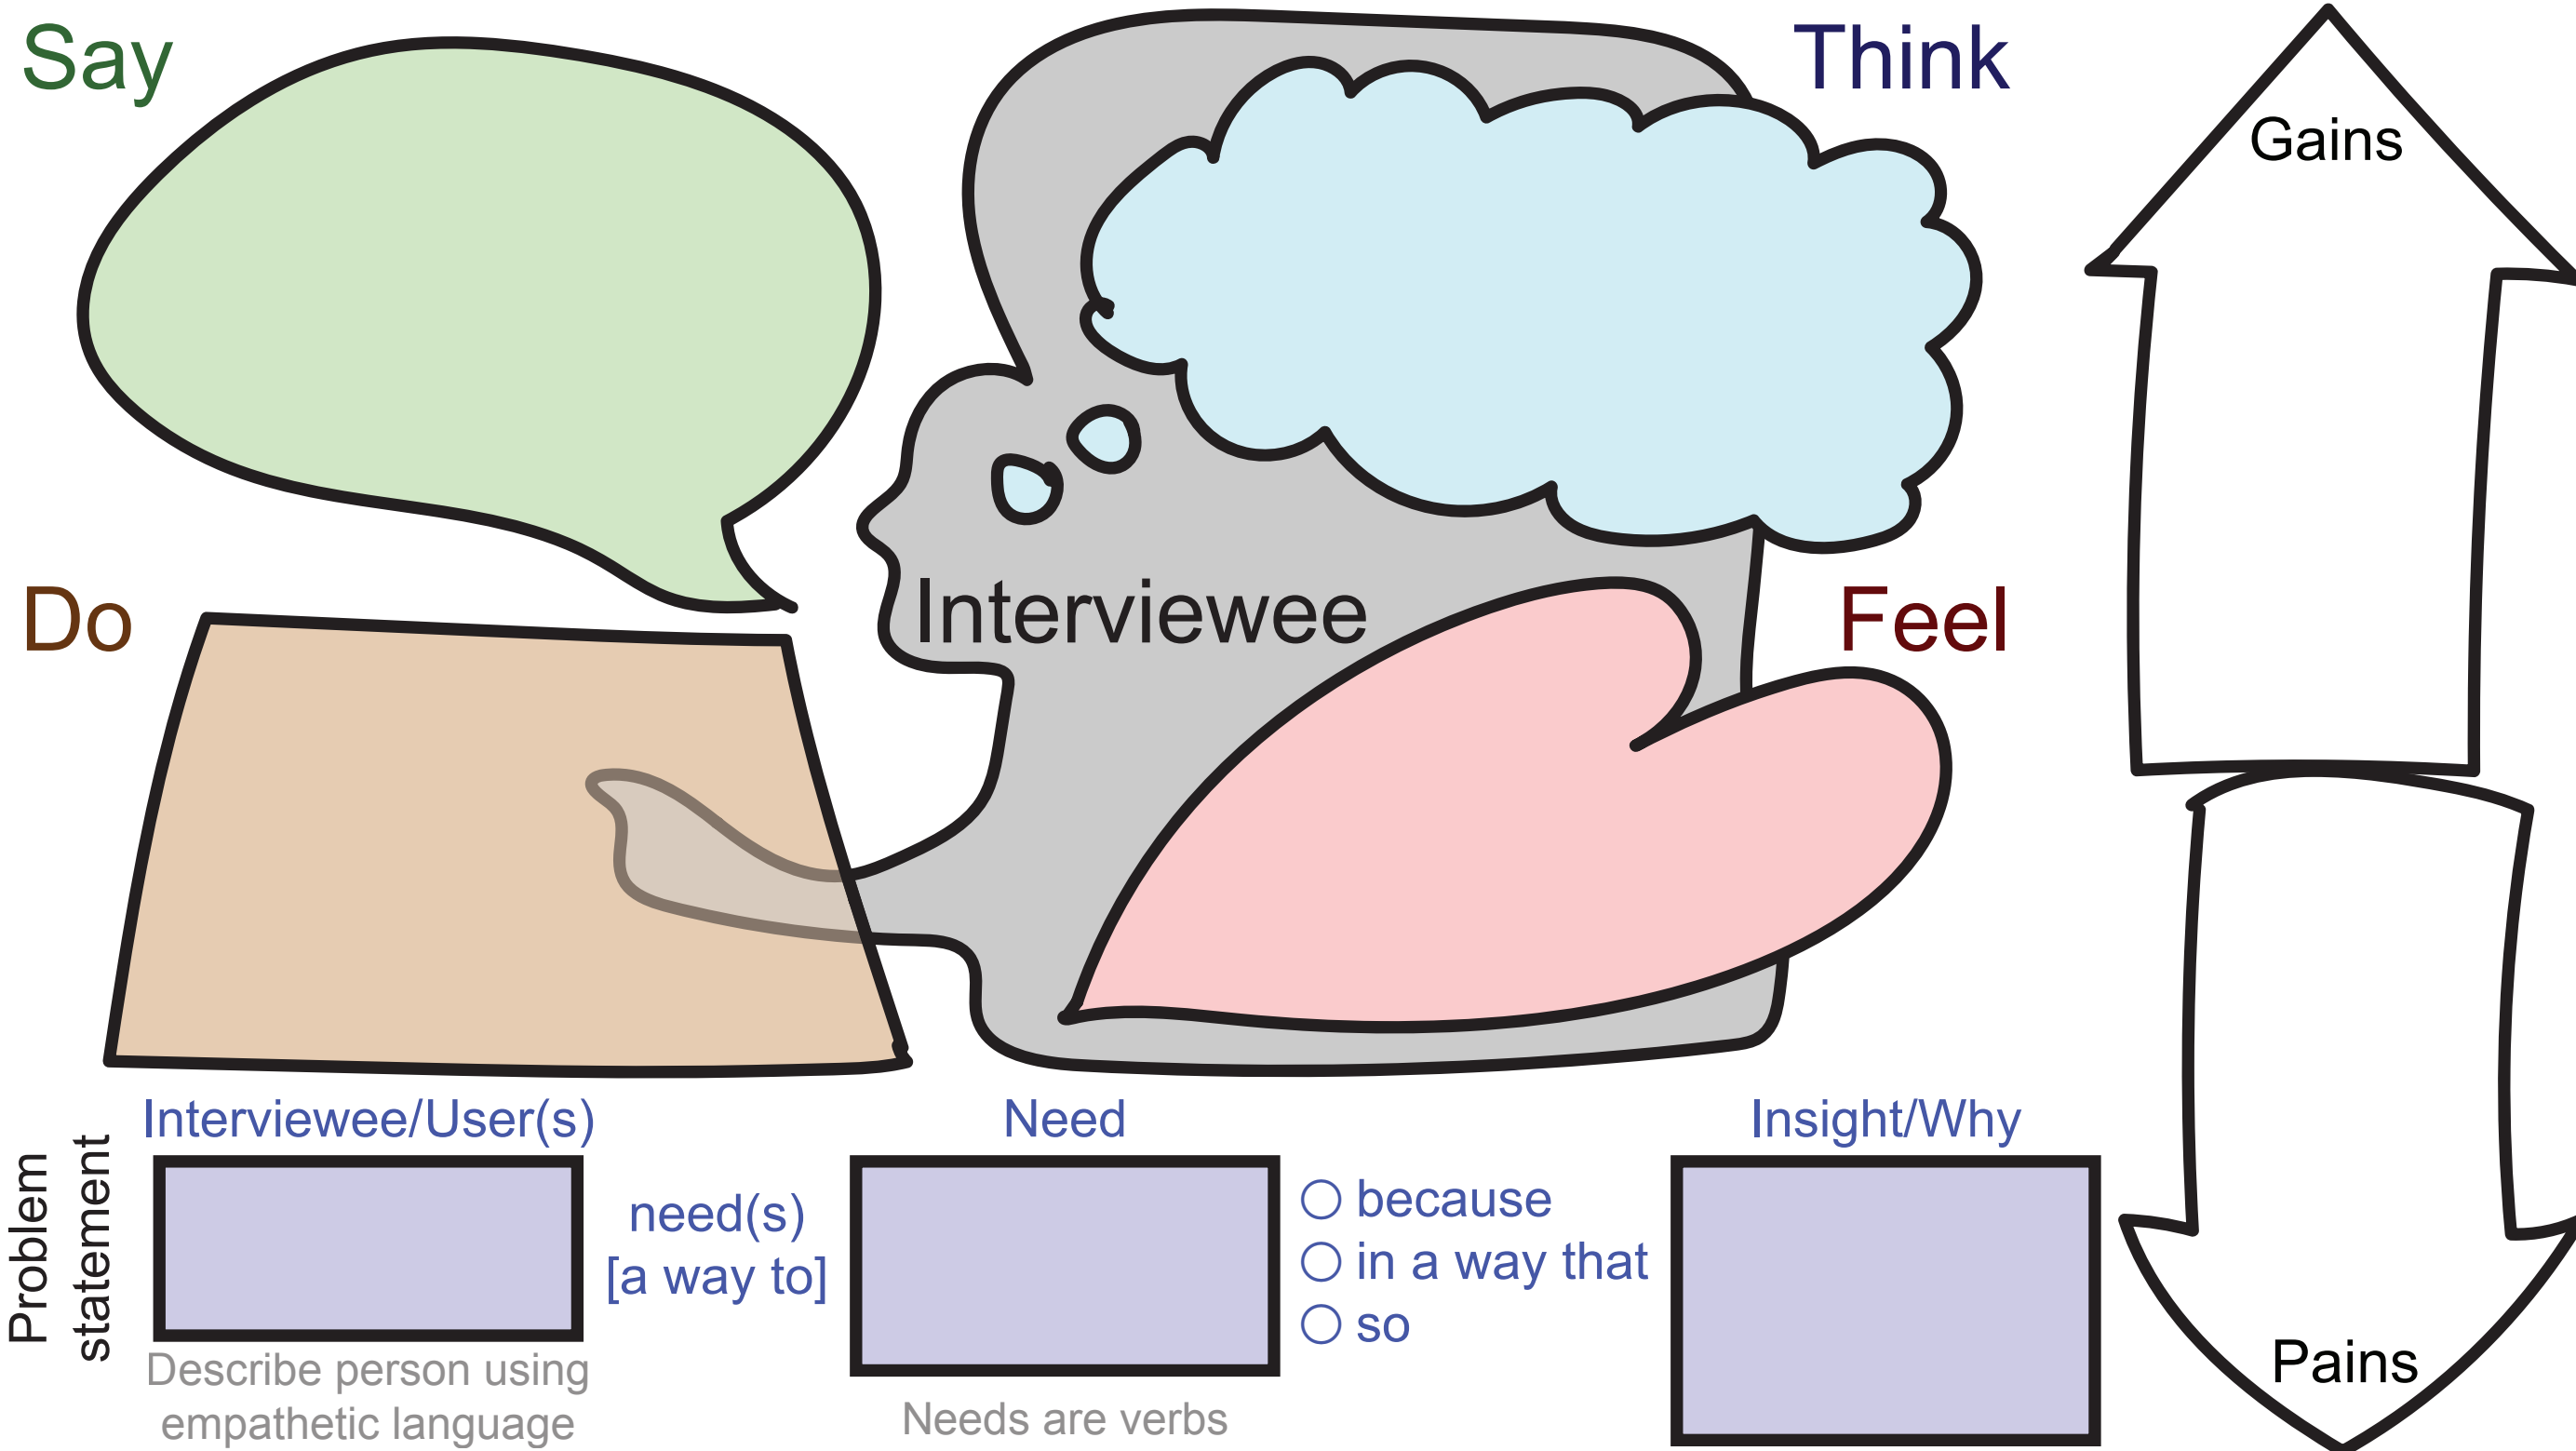 Say
Think
Gains
Do
Interviewee
Feel
Problem
statement
Interviewee/User(s)
need(s)
[a way to]
Describe person using
empathetic language
Need
Needs are verbs
because
in a way that
so
Insight/Why
Pains